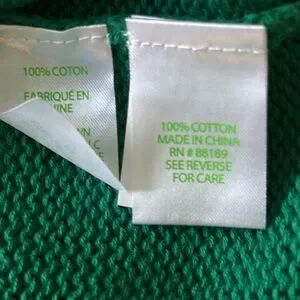 100% COTON
FABRIQUÉ EN
100% COTTON
MADE IN CHINA
RN # 88189
SEE REVERSE
FOR CARE